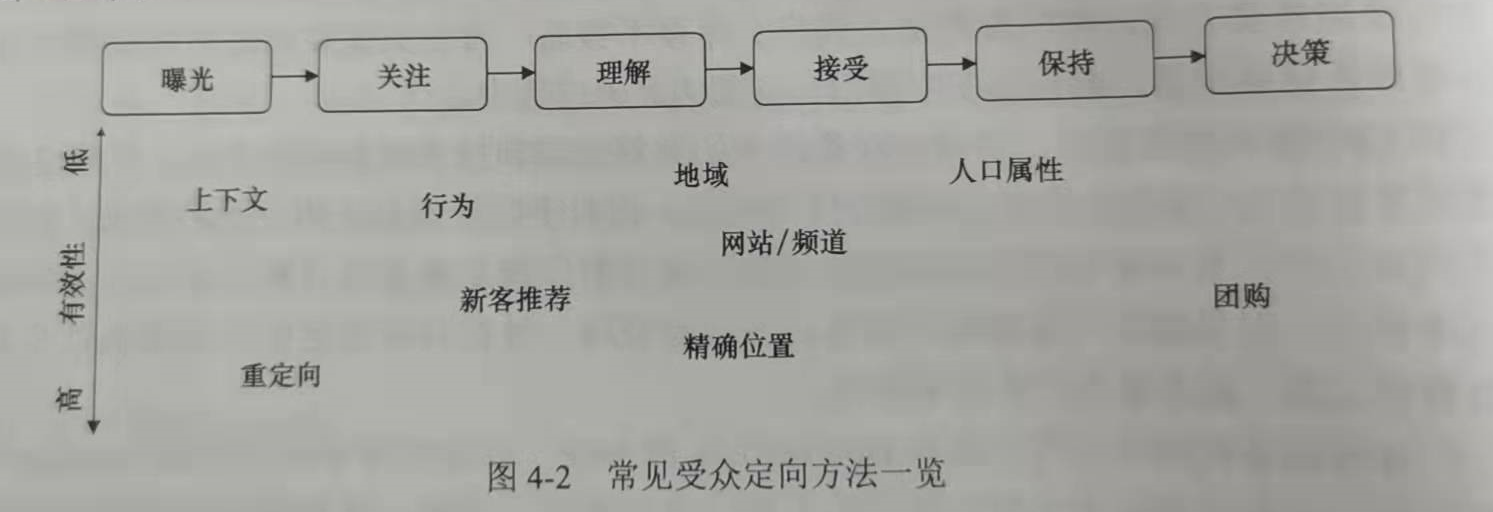 曝光
关注
理解
接受
保持
决策
低
有效性
高
地域
人口属性
上下文
行为
网站/频道
新客推荐
团购
精确位置
重定向
图 4-2 常见受众定向方法一览